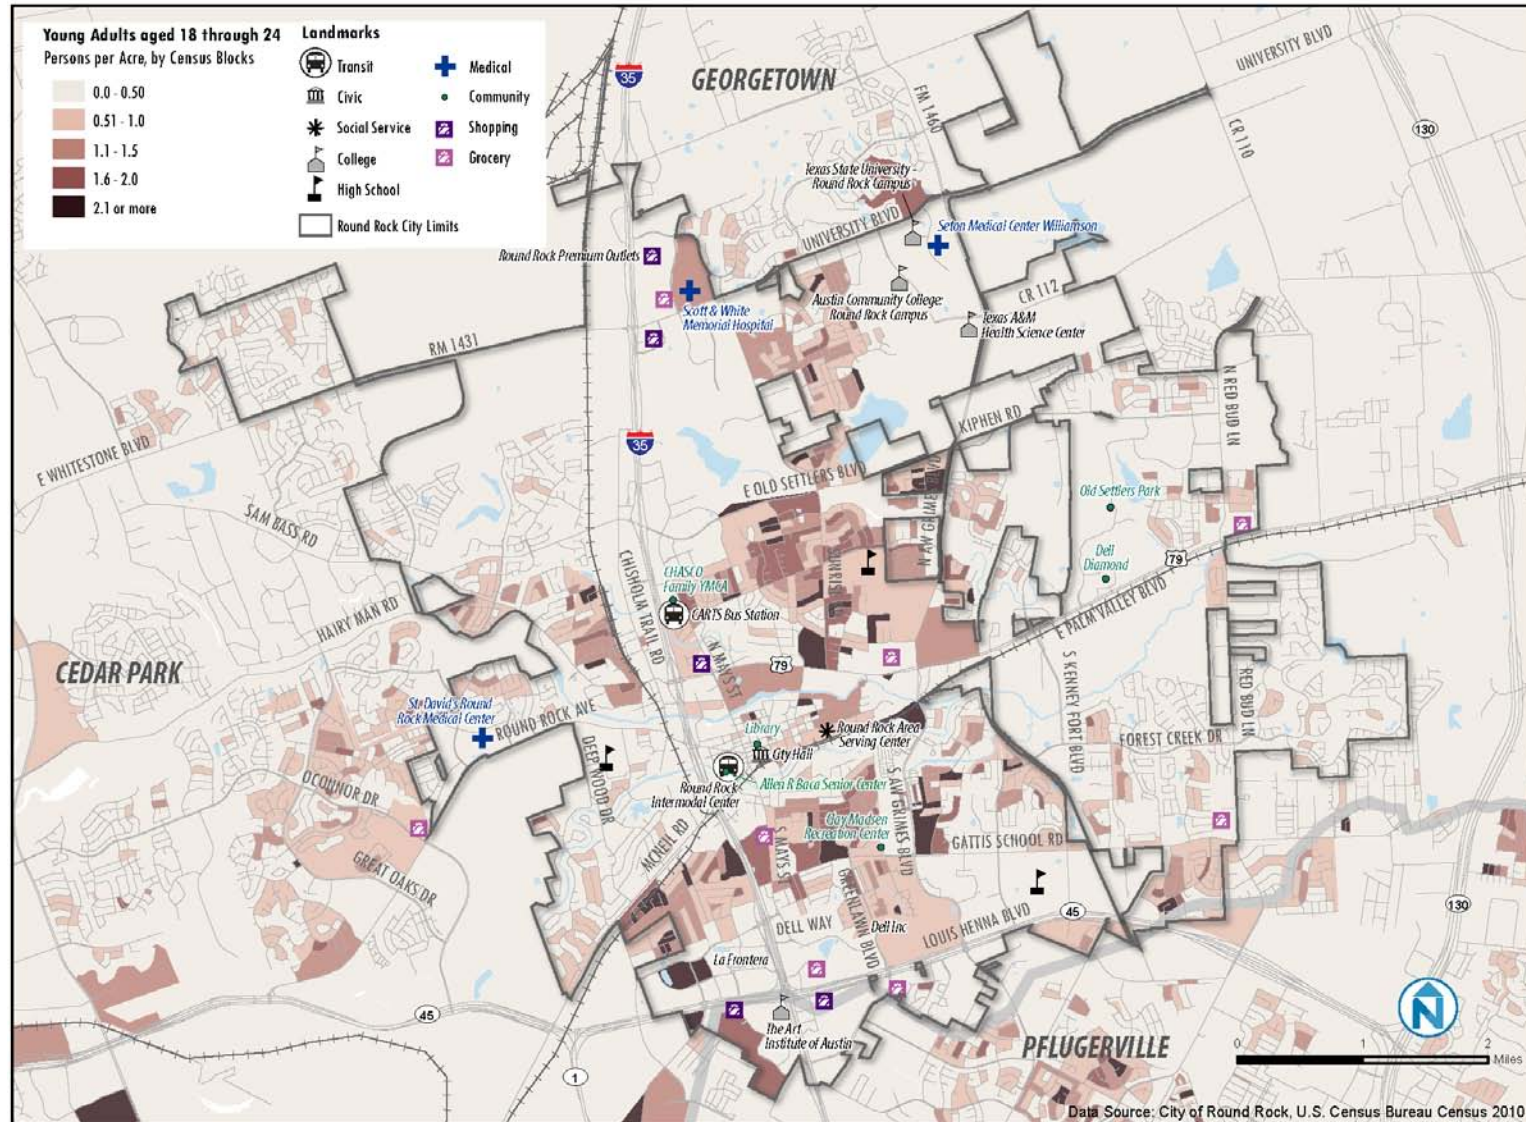 Young Adults aged 18 through 24
Persons per Acre, by Census Blocks
0.0 - 0.50
0.51 - 1.0
1.1 - 1.5
1.6 - 2.0
2.1 or more
Landmarks
Transit
Civic
Social Service
College
High School
Round Rock City Limits
Medical
Community
Shopping
Grocery
35
GEORGETOWN
UNIVERSITY BLVD
FM 1460
CR 110
130
Texas State University -
Round Rock Campus
UNIVERSITY BLVD
Seton Medical Center Williamson
Round Rock Premium Outlets
Scott & White
Memorial Hospital
Austin Community College:
Round Rock Campus
CR 112
Texas A&M
Health Science Center
RM 1431
N RED BUD LN
KIPHEN RD
35
E WHITESTONE BLVD
E OLD SETTLERS BLVD
N AW GRIMES BLVD
Old Settlers Park
SAM BASS RD
Dell
Diamond
79
CHISHOLM TRAIL RD
CHASCO
Family YMCA
CARTS Bus Station
E PALM VALLEY BLVD
HAIRY MAN RD
N MAYS ST
79
CEDAR PARK
S KENNEY FORT BLVD
RED BUD LN
St. David's Round
Rock Medical Center
ROUND ROCK AVE
Library
City Hall
Round Rock Area
Serving Center
FOREST CREEK DR
DEEP WOOD DR
OCONNOR DR
Round Rock
Intermodal Center
Allen R Baca Senior Center
S AW GRIMES BLVD
Clay Madsen
Recreation Center
GATTIS SCHOOL RD
MCNEIL RD
S MAYS ST
GREAT OAKS DR
GREENLAWN BLVD
130
DELL WAY
Dell Inc
LOUIS HENNA BLVD
45
La Frontera
45
The Art
Institute of Austin
PFLUGERVILLE
N
1
0
1
2
Miles
Data Source: City of Round Rock, U.S. Census Bureau Census 2010